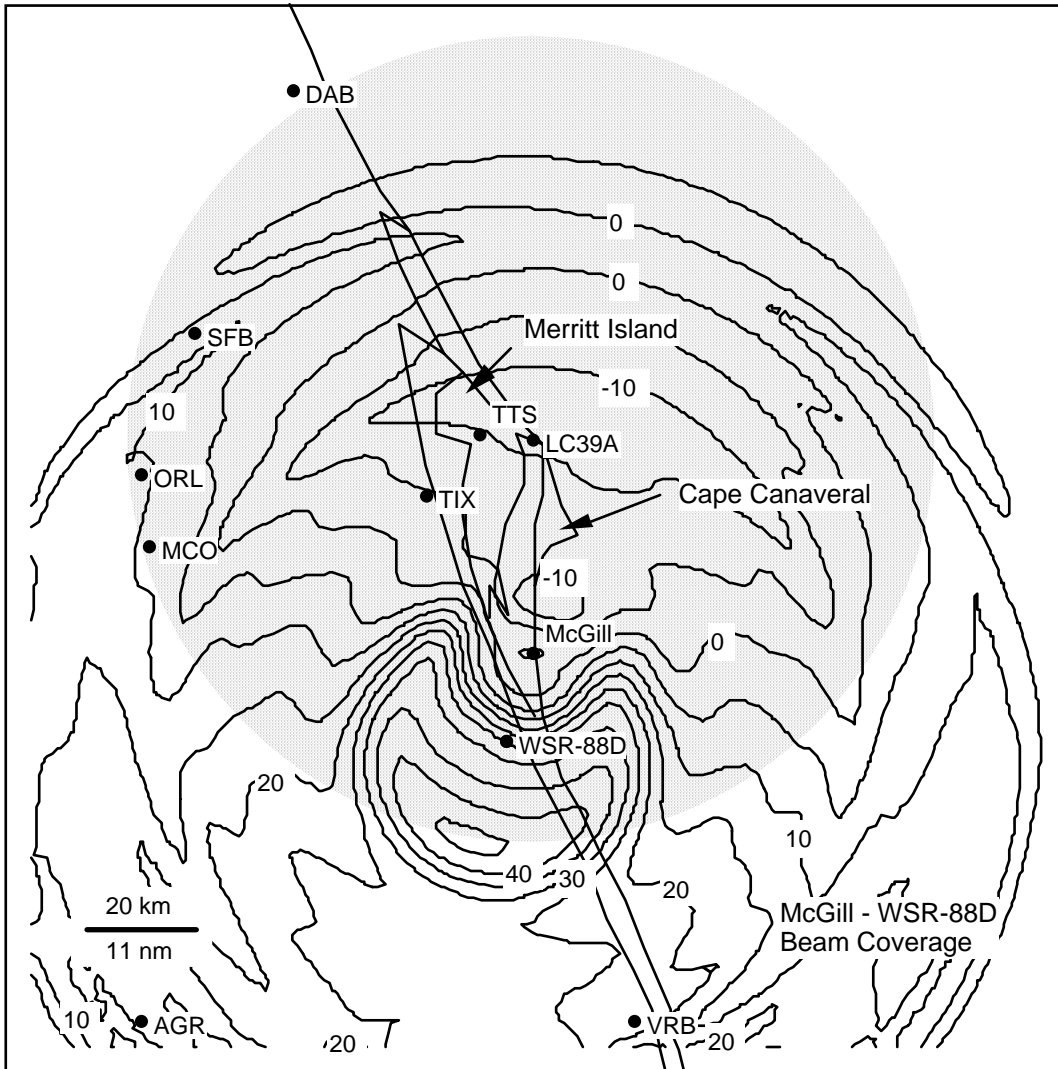 DAB
0
0
SFB
Merritt Island
-10
10
TTS
LC39A
ORL
TIX
Cape Canaveral
MCO
-10
McGill
0
WSR-88D
20
10
40
30
20
20 km
11 nm
McGill - WSR-88D
Beam Coverage
10
AGR
VRB
20
20